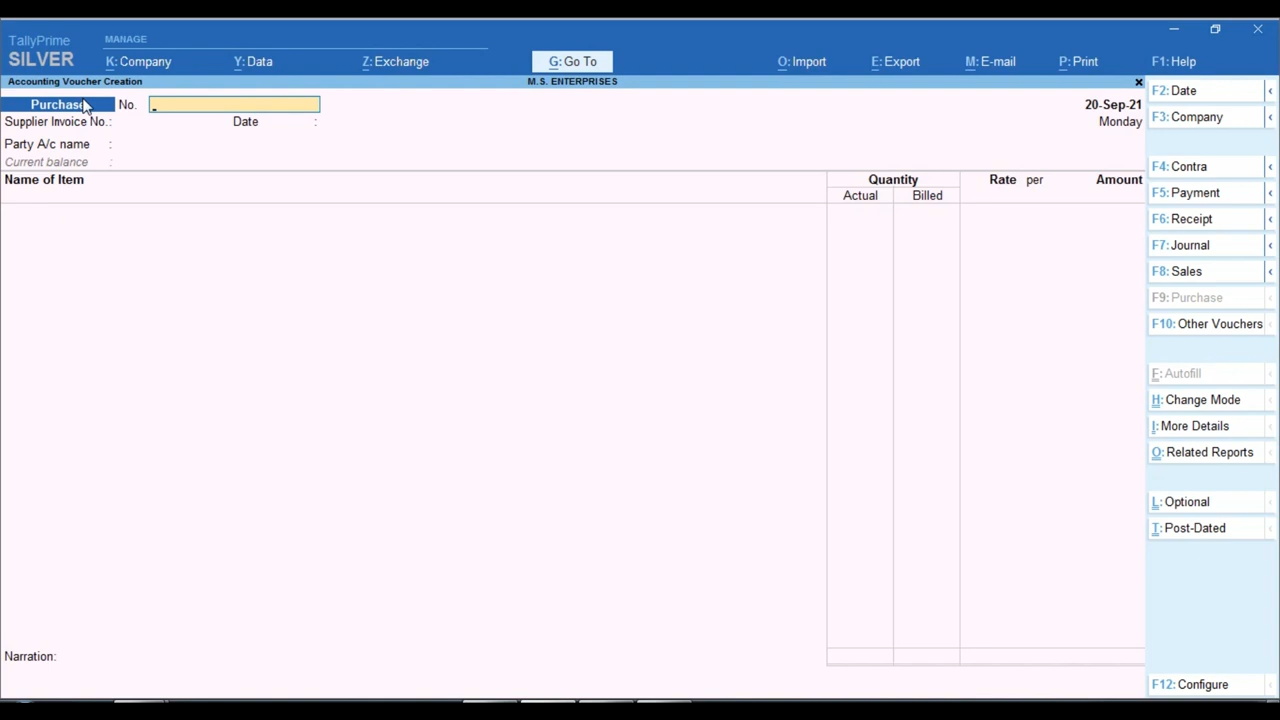 TallyPrime MANAGE
SILVER K: Company Y: Data Z: Exchange G: Go To O: Import E: Export M: E-mail P: Print F1: Help
Accounting Voucher Creation M.S. ENTERPRISES
Purchase No. 20-Sep-21
Supplier Invoice No.: Date : Monday
Party A/c name :
Current balance :
Name of Item Quantity Rate per Amount
Actual Billed
Narration:
F2: Date
F3: Company
F4: Contra
F5: Payment
F6: Receipt
F7: Journal
F8: Sales
F9: Purchase
F10: Other Vouchers
F: Autofill
H: Change Mode
I: More Details
O: Related Reports
L: Optional
T: Post-Dated
F12: Configure